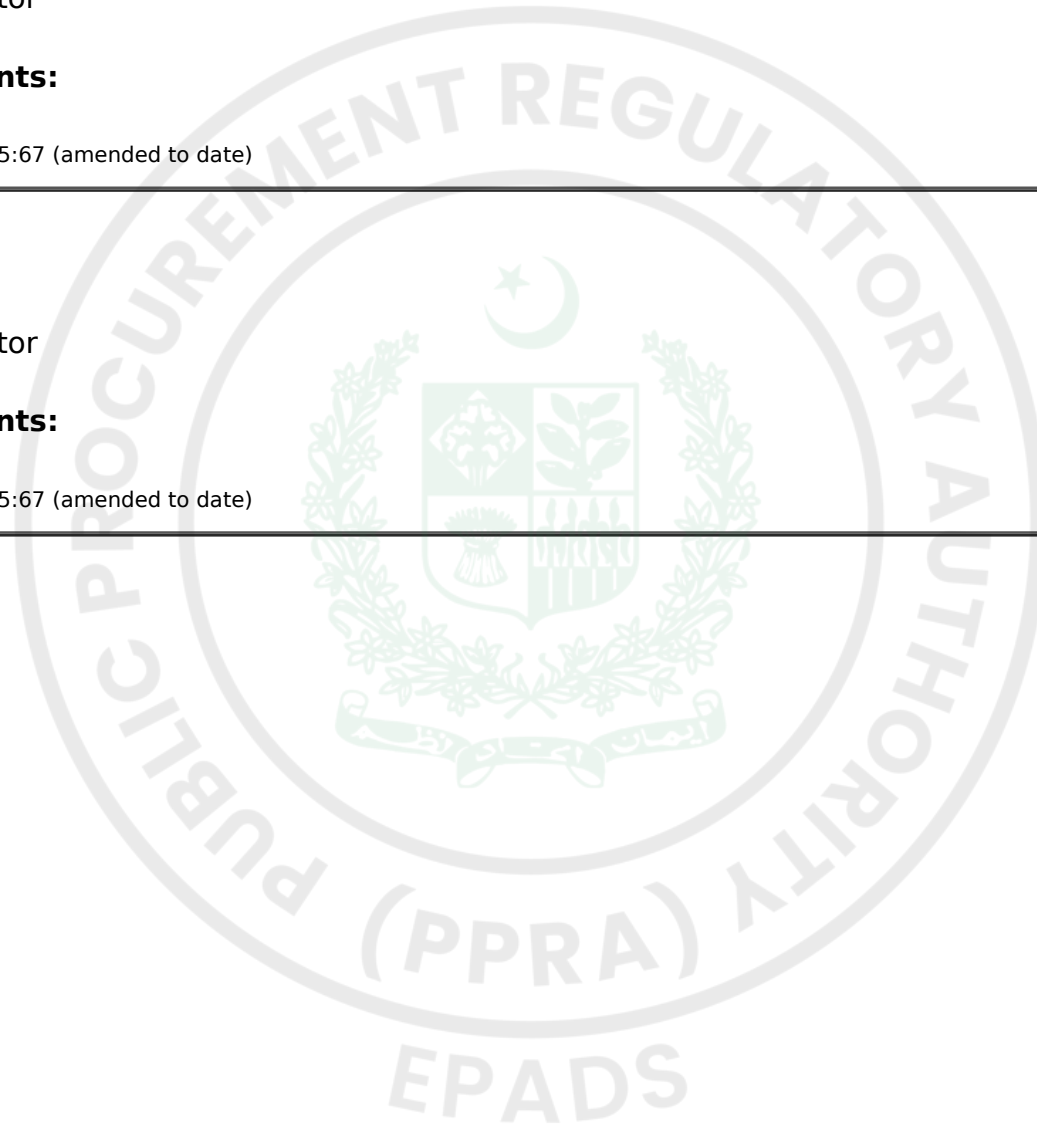 tor
nts:
5:67 (amended to date)
tor
nts:
5:67 (amended to date)
PUBLIC PROCUREMENT REGULATORY AUTHORITY
(PPRA)
EPADS